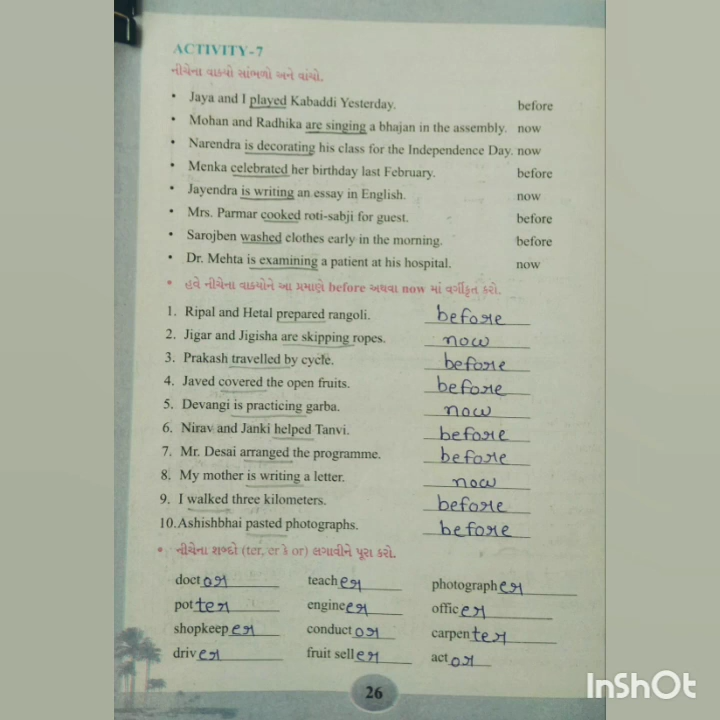 ACTIVITY-7
નીચેના વાક્યો સાંભળો અને વાંચો.
• Jaya and I played Kabaddi Yesterday. before
• Mohan and Radhika are singing a bhajan in the assembly. now
• Narendra is decorating his class for the Independence Day. now
• Menka celebrated her birthday last February. before
• Jayendra is writing an essay in English. now
• Mrs. Parmar cooked roti-sabji for guest. before
• Sarojben washed clothes early in the morning. before
• Dr. Mehta is examining a patient at his hospital. now
• હવે નીચેના વાક્યોને આ પ્રમાણે before અથવા now માં વર્ગીકૃત કરો.
1. Ripal and Hetal prepared rangoli. before
2. Jigar and Jigisha are skipping ropes. now
3. Prakash travelled by cycle. before
4. Javed covered the open fruits. before
5. Devangi is practicing garba. now
6. Nirav and Janki helped Tanvi. before
7. Mr. Desai arranged the programme. before
8. My mother is writing a letter. now
9. I walked three kilometers. before
10.Ashishbhai pasted photographs. before
• નીચેના શબ્દો (ter, er કે or) લગાવીને પૂરા કરો.
doctor teacher photographer
potter engineer officer
shopkeeper conductor carpenter
driver fruit seller actor
26
InShOt